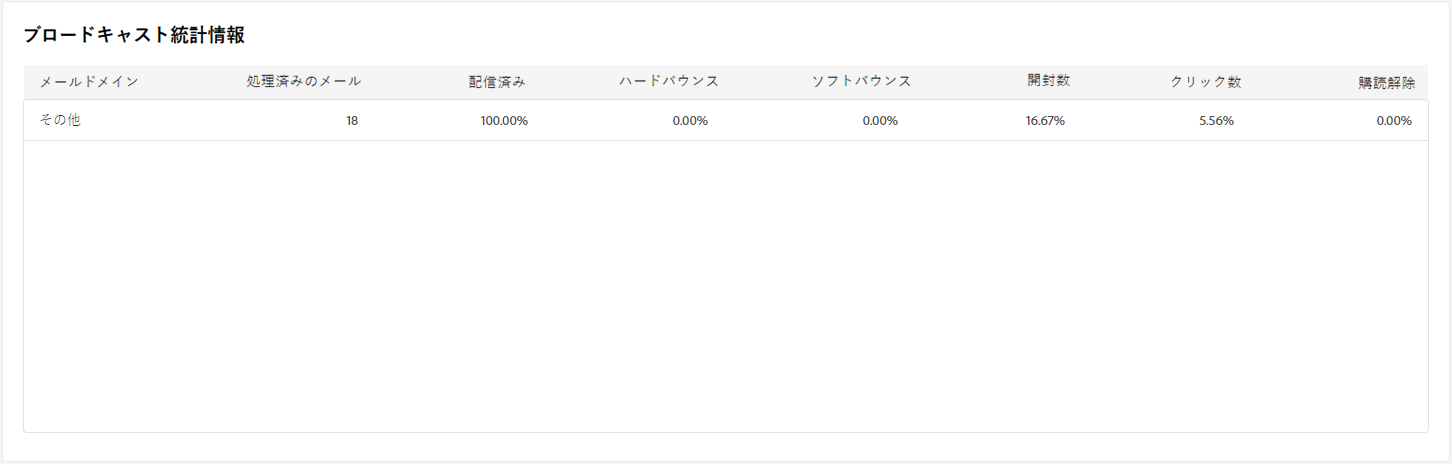 ブロードキャスト統計情報
メールドメイン 処理済みのメール 配信済み ハードバウンス ソフトバウンス 開封数 クリック数 購読解除
その他 18 100.00% 0.00% 0.00% 16.67% 5.56% 0.00%